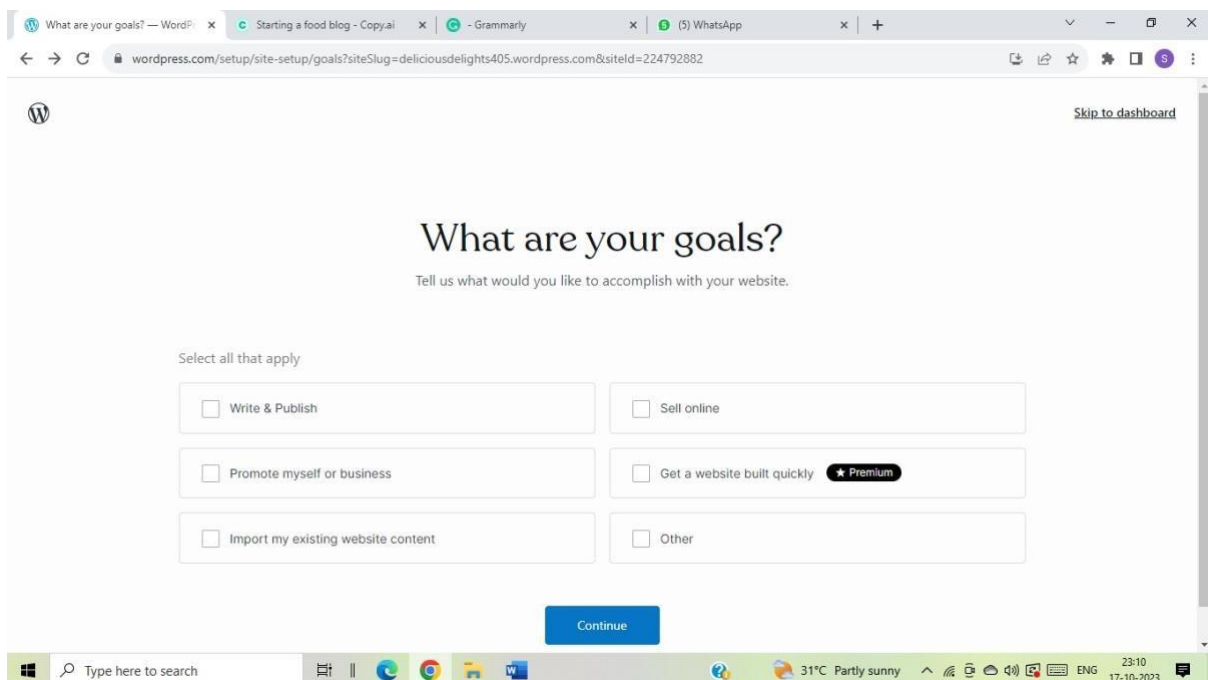 What are your goals? — WordPr
Starting a food blog - Copy.ai
- Grammarly
(5) WhatsApp
wordpress.com/setup/site-setup/goals?siteSlug=deliciousdelights405.wordpress.com&siteId=224792882
S
Skip to dashboard
What are your goals?
Tell us what would you like to accomplish with your website.
Select all that apply
Write & Publish
Sell online
Promote myself or business
Get a website built quickly ★ Premium
Import my existing website content
Other
Continue
Type here to search
31°C Partly sunny
ENG
23:10
17-10-2023